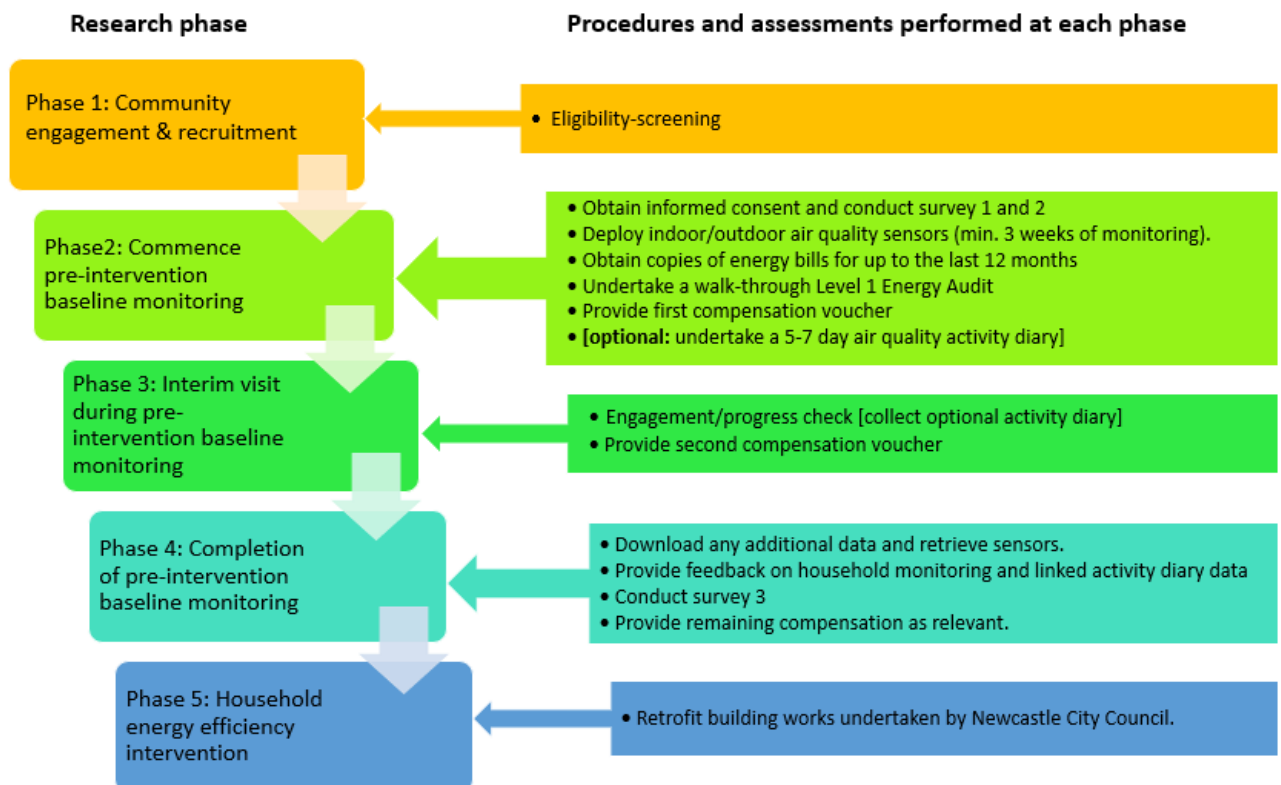 Research phase
Procedures and assessments performed at each phase
Phase 1: Community
engagement & recruitment
• Eligibility-screening
Phase2: Commence
pre-intervention
baseline monitoring
• Obtain informed consent and conduct survey 1 and 2
• Deploy indoor/outdoor air quality sensors (min. 3 weeks of monitoring).
• Obtain copies of energy bills for up to the last 12 months
• Undertake a walk-through Level 1 Energy Audit
• Provide first compensation voucher
• [optional: undertake a 5-7 day air quality activity diary]
Phase 3: Interim visit
during pre-
intervention baseline
monitoring
• Engagement/progress check [collect optional activity diary]
• Provide second compensation voucher
Phase 4: Completion
of pre-intervention
baseline monitoring
• Download any additional data and retrieve sensors.
• Provide feedback on household monitoring and linked activity diary data
• Conduct survey 3
• Provide remaining compensation as relevant.
Phase 5: Household
energy efficiency
intervention
• Retrofit building works undertaken by Newcastle City Council.